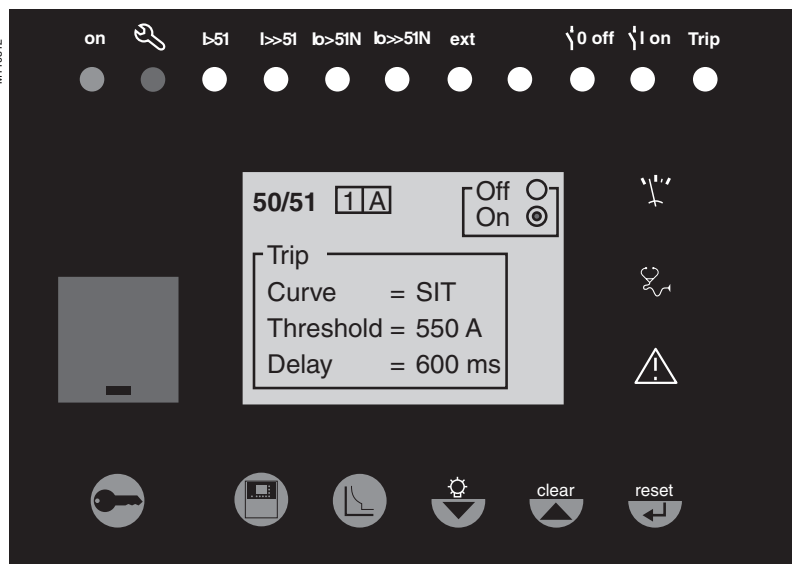 on I>51 I>>51 Io>51N Io>>51N ext 0 off I on Trip
50/51 1 A
Off
On
Trip
Curve = SIT
Threshold = 550 A
Delay = 600 ms
clear
reset